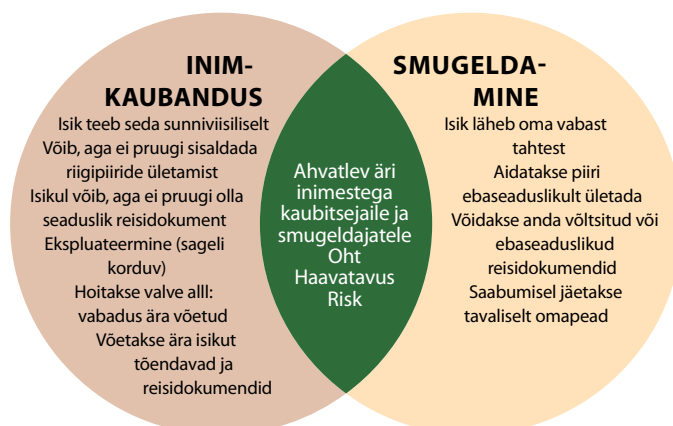 INIM-
KAUBANDUS
Isik teeb seda sunniviisiliselt
Võib, aga ei pruugi sisaldada
riigipiiride ületamist
Isikul võib, aga ei pruugi olla
seaduslik reisidokument
Ekspluateermine (sageli
korduv)
Hoitakse valve alll:
vabadus ära võetud
Võetakse ära isikut
tõendavad ja
reisidokumendid
Ahvatlev äri
inimestega
kaubitsejaile ja
smugeldajatele
Oht
Haavatavus
Risk
SMUGELDA-
MINE
Isik läheb oma vabast
tahtest
Aidatakse piiri
ebaseaduslikult ületada
Võidakse anda võltsitud või
ebaseaduslikud
reisidokumendid
Saabumisel jäetakse
tavaliselt omapead